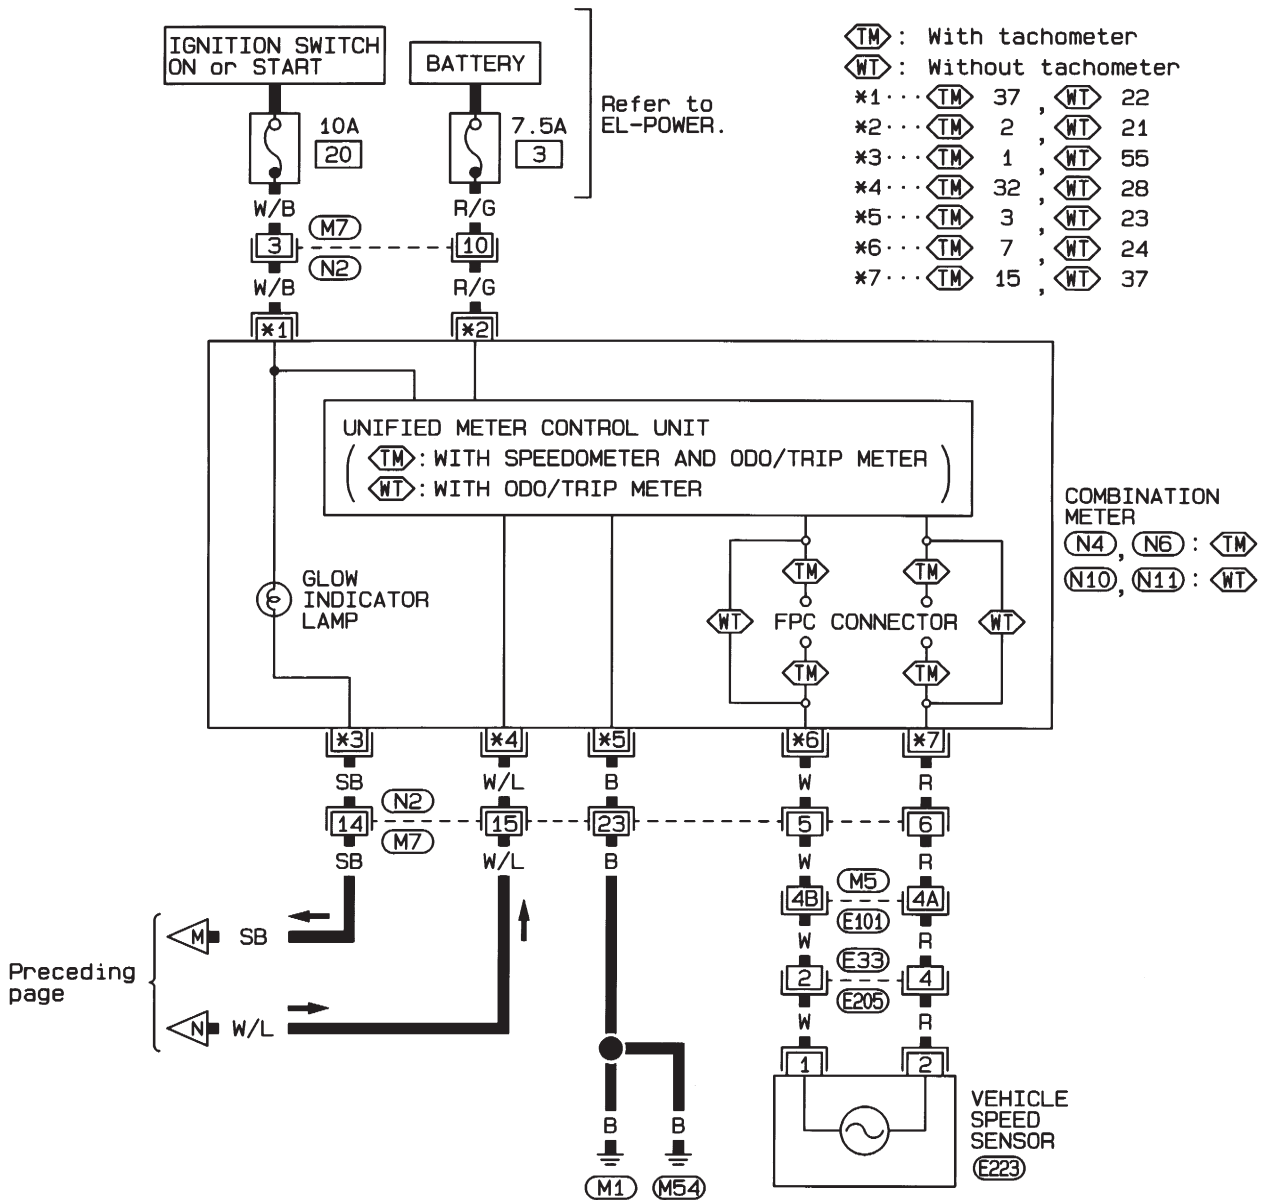 IGNITION SWITCH
ON or START
BATTERY
Refer to
EL-POWER.
10A
20
7.5A
3
W/B
R/G
3
M7
10
N2
W/B
R/G
*1
*2
TM : With tachometer
WT : Without tachometer
*1 ··· TM 37 , WT 22
*2 ··· TM 2 , WT 21
*3 ··· TM 1 , WT 55
*4 ··· TM 32 , WT 28
*5 ··· TM 3 , WT 23
*6 ··· TM 7 , WT 24
*7 ··· TM 15 , WT 37
UNIFIED METER CONTROL UNIT
( TM : WITH SPEEDOMETER AND ODO/TRIP METER
WT : WITH ODO/TRIP METER )
COMBINATION
METER
N4 , N6 : TM
N10 , N11 : WT
GLOW
INDICATOR
LAMP
TM
TM
WT
FPC CONNECTOR
WT
TM
TM
*3
*4
*5
*6
*7
SB
W/L
B
W
R
N2
14
15
23
5
6
M7
SB
W/L
B
W
R
M5
4B
4A
E101
W
R
E33
2
4
E205
W
R
M
SB
Preceding
page
N
W/L
1
2
B
B
M1
M54
VEHICLE
SPEED
SENSOR
E223